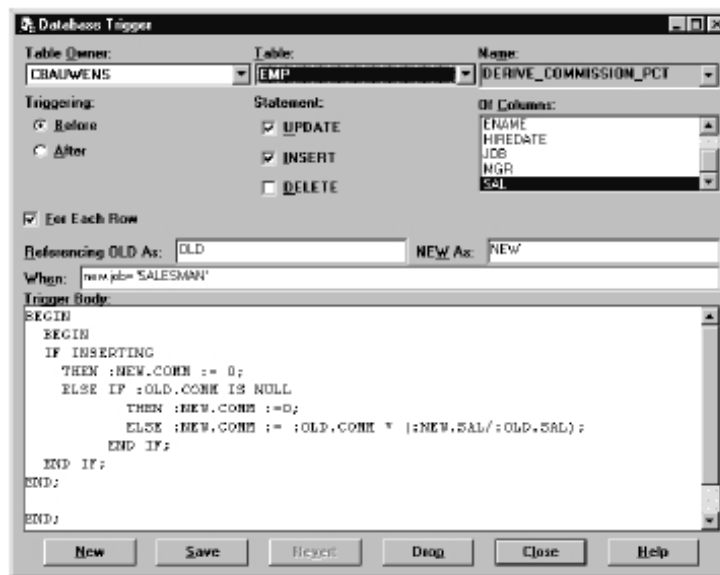 Database Trigger
Table Owner: Table: Name:
CBAUWENS EMP DERIVE_COMMISSION_PCT
Triggering: Statement: Of Columns:
Before UPDATE ENAME
HIREDATE
After INSERT JOB
MGR
DELETE SAL
For Each Row
Referencing OLD As: OLD NEW As: NEW
When: new.job= 'SALESMAN'
Trigger Body:
BEGIN
BEGIN
IF INSERTING
THEN :NEW.COMM := 0;
ELSE IF :OLD.COMM IS NULL
THEN :NEW.COMM :=0;
ELSE :NEW.COMM := :OLD.COMM * (:NEW.SAL/:OLD.SAL);
END IF;
END IF;
END;
END;
New Save Revert Drop Close Help